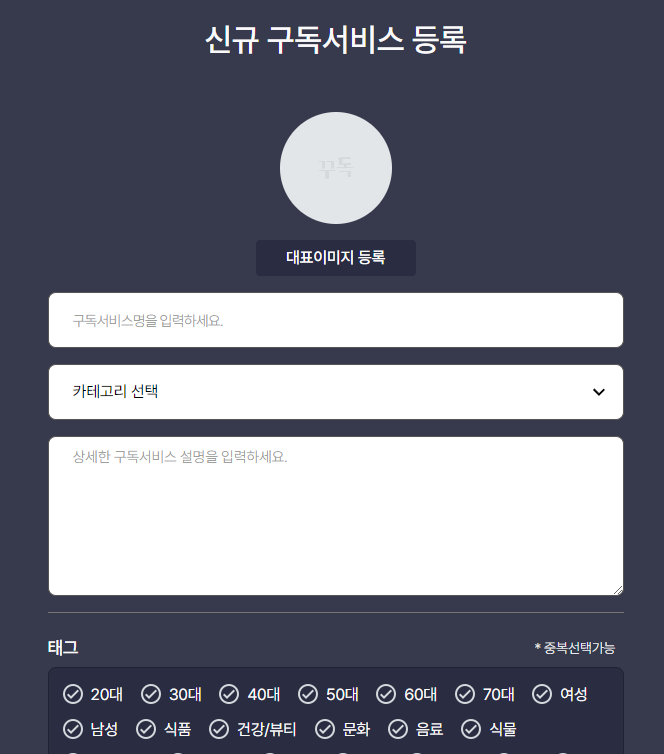 신규 구독서비스 등록
꾸독
대표이미지 등록
구독서비스명을 입력하세요.
카테고리 선택
상세한 구독서비스 설명을 입력하세요.
태그 * 중복선택가능
20대 30대 40대 50대 60대 70대 여성
남성 식품 건강/뷰티 문화 음료 식물